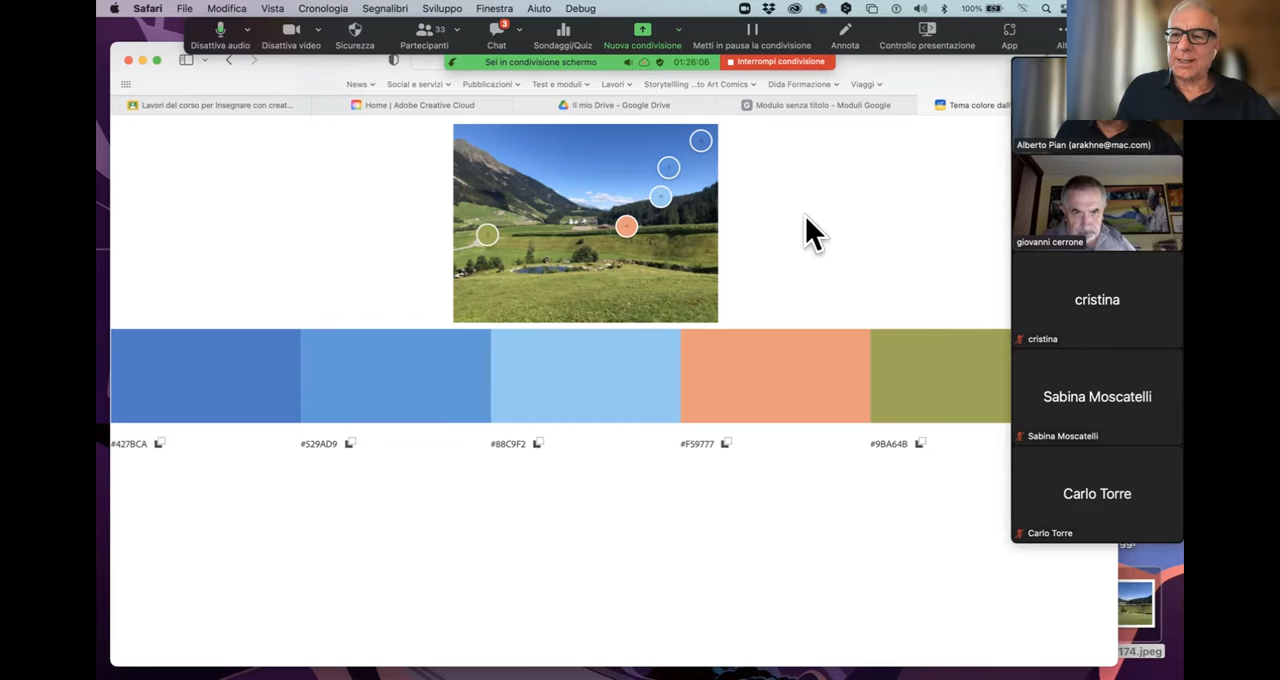 Safari File Modifica Vista Cronologia Segnalibri Sviluppo Finestra Aiuto Debug 100%
Disattiva audio Disattiva video Sicurezza Partecipanti 33 Chat 3 Sondaggi/Quiz Nuova condivisione Metti in pausa la condivisione Annota Controllo presentazione App
Sei in condivisione schermo 01:26:06 Interrompi condivisione
News Social e servizi Pubblicazioni Test e moduli Lavori Storytelling ...to Art Comics Dida Formazione Viaggi
Lavori del corso per Insegnare con creat... Home | Adobe Creative Cloud Il mio Drive - Google Drive Modulo senza titolo - Moduli Google Tema colore dall
Alberto Pian (arakhne@mac.com)
giovanni cerrone
cristina
cristina
Sabina Moscatelli
Sabina Moscatelli
Carlo Torre
Carlo Torre
#427BCA #529AD9 #88C9F2 #F59777 #9BA64B
174.jpeg